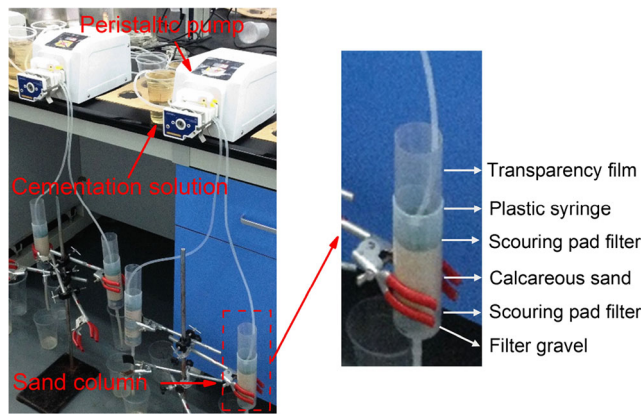 Peristaltic pump
Cementation solution
Sand column
Transparency film
Plastic syringe
Scouring pad filter
Calcareous sand
Scouring pad filter
Filter gravel